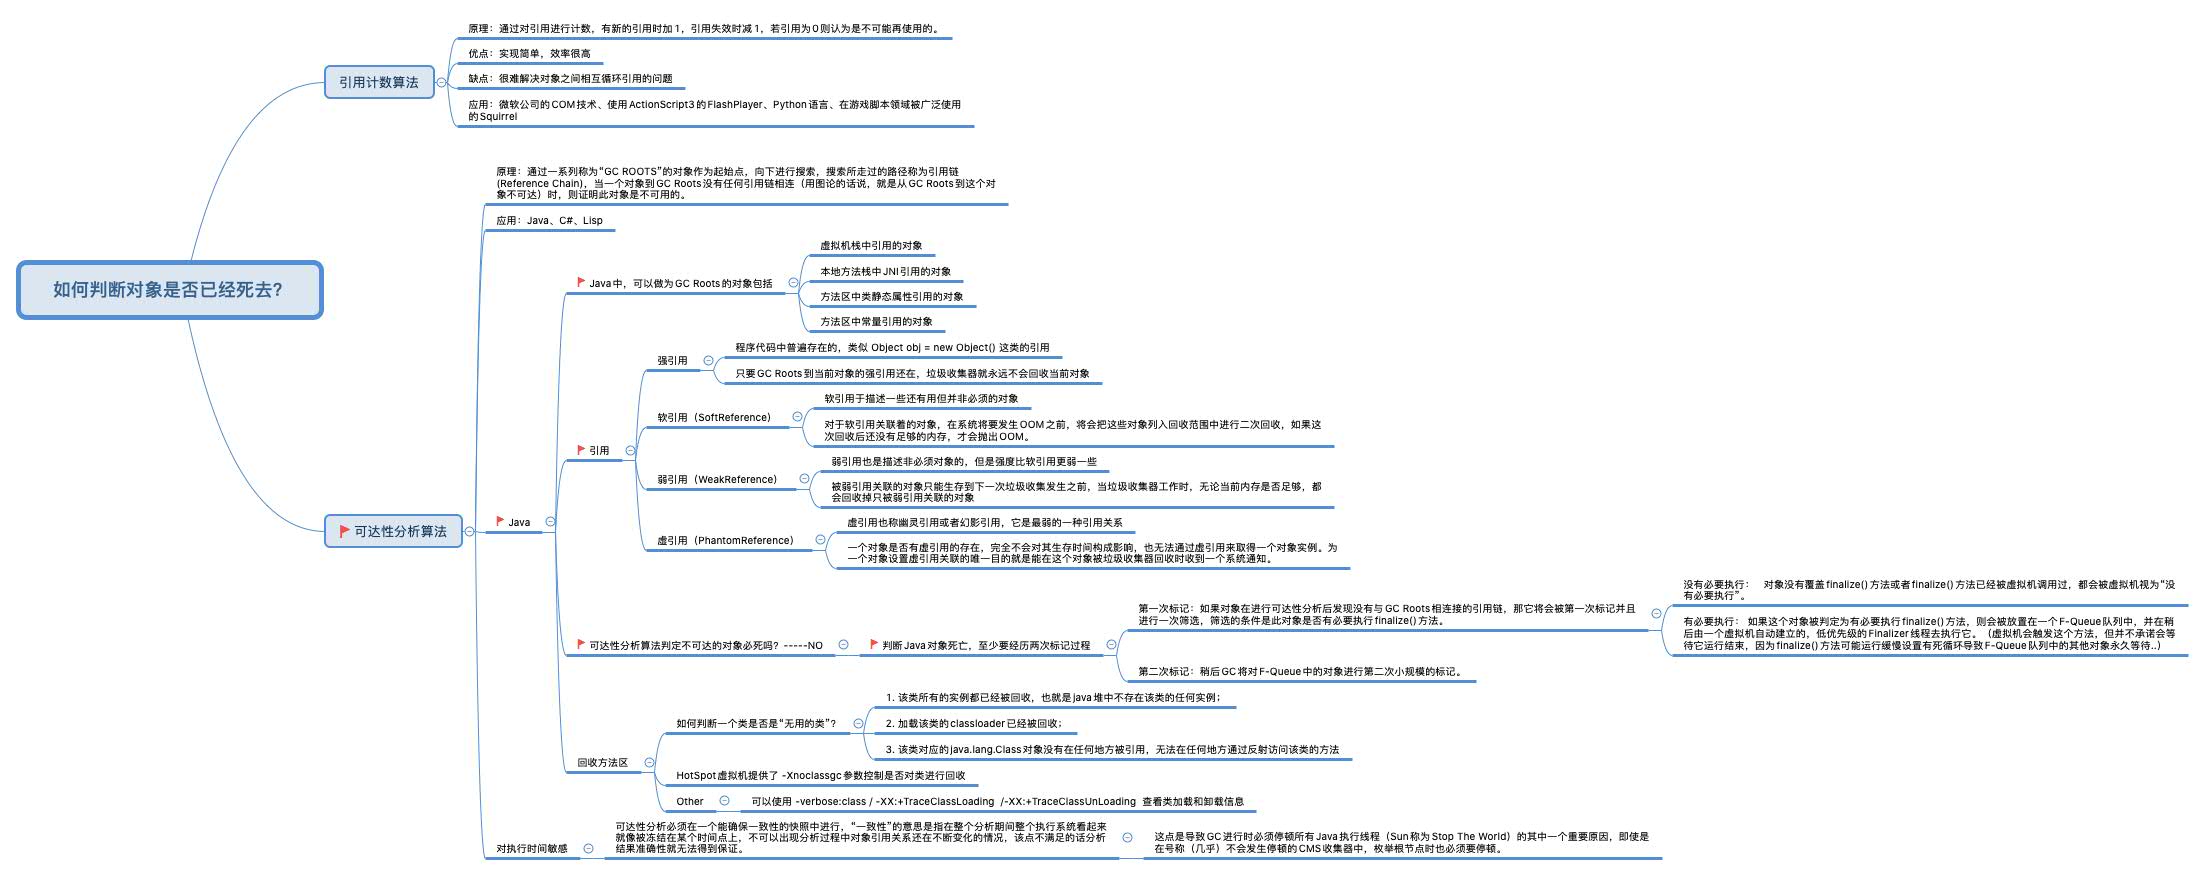 如何判断对象是否已经死去？
引用计数算法
原理：通过对引用进行计数，有新的引用时加 1，引用失效时减 1，若引用为 0 则认为是不可能再使用的。
优点：实现简单，效率很高
缺点：很难解决对象之间相互循环引用的问题
应用：微软公司的 COM 技术、使用 ActionScript3 的 FlashPlayer、Python 语言、在游戏脚本领域被广泛使用
的 Squirrel
可达性分析算法
原理：通过一系列称为“GC ROOTS”的对象作为起始点，向下进行搜索，搜索所走过的路径称为引用链
(Reference Chain)，当一个对象到 GC Roots 没有任何引用链相连（用图论的话说，就是从 GC Roots 到这个对
象不可达）时，则证明此对象是不可用的。
应用：Java、C#、Lisp
Java
Java 中，可以做为 GC Roots 的对象包括
虚拟机栈中引用的对象
本地方法栈中 JNI 引用的对象
方法区中类静态属性引用的对象
方法区中常量引用的对象
引用
强引用
程序代码中普遍存在的，类似 Object obj = new Object() 这类的引用
只要 GC Roots 到当前对象的强引用还在，垃圾收集器就永远不会回收当前对象
软引用（SoftReference）
软引用于描述一些还有用但并非必须的对象
对于软引用关联着的对象，在系统将要发生 OOM 之前，将会把这些对象列入回收范围中进行二次回收，如果这
次回收后还没有足够的内存，才会抛出 OOM。
弱引用（WeakReference）
弱引用也是描述非必须对象的，但是强度比软引用更弱一些
被弱引用关联的对象只能生存到下一次垃圾收集发生之前，当垃圾收集器工作时，无论当前内存是否足够，都
会回收掉只被弱引用关联的对象
虚引用（PhantomReference）
虚引用也称幽灵引用或者幻影引用，它是最弱的一种引用关系
一个对象是否有虚引用的存在，完全不会对其生存时间构成影响，也无法通过虚引用来取得一个对象实例。为
一个对象设置虚引用关联的唯一目的就是能在这个对象被垃圾收集器回收时收到一个系统通知。
可达性分析算法判定不可达的对象必死吗？-----NO
判断 Java 对象死亡，至少要经历两次标记过程
第一次标记：如果对象在进行可达性分析后发现没有与 GC Roots 相连接的引用链，那它将会被第一次标记并且
进行一次筛选，筛选的条件是此对象是否有必要执行 finalize() 方法。
没有必要执行： 对象没有覆盖 finalize() 方法或者 finalize() 方法已经被虚拟机调用过，都会被虚拟机视为“没
有必要执行”。
有必要执行： 如果这个对象被判定为有必要执行 finalize() 方法，则会被放置在一个 F-Queue 队列中，并在稍
后由一个虚拟机自动建立的，低优先级的 Finalizer 线程去执行它。（虚拟机会触发这个方法，但并不承诺会等
待它运行结束，因为 finalize() 方法可能运行缓慢设置有死循环导致 F-Queue 队列中的其他对象永久等待..）
第二次标记：稍后 GC 将对 F-Queue 中的对象进行第二次小规模的标记。
回收方法区
如何判断一个类是否是“无用的类”？
1. 该类所有的实例都已经被回收，也就是 java 堆中不存在该类的任何实例；
2. 加载该类的 classloader 已经被回收；
3. 该类对应的 java.lang.Class 对象没有在任何地方被引用，无法在任何地方通过反射访问该类的方法
HotSpot 虚拟机提供了 -Xnoclassgc 参数控制是否对类进行回收
Other
可以使用 -verbose:class / -XX:+TraceClassLoading /-XX:+TraceClassUnLoading 查看类加载和卸载信息
对执行时间敏感
可达性分析必须在一个能确保一致性的快照中进行，“一致性”的意思是指在整个分析期间整个执行系统看起来
就像被冻结在某个时间点上，不可以出现分析过程中对象引用关系还在不断变化的情况，该点不满足的话分析
结果准确性就无法得到保证。
这点是导致 GC 进行时必须停顿所有 Java 执行线程（Sun 称为 Stop The World）的其中一个重要原因，即使是
在号称（几乎）不会发生停顿的 CMS 收集器中，枚举根节点时也必须要停顿。